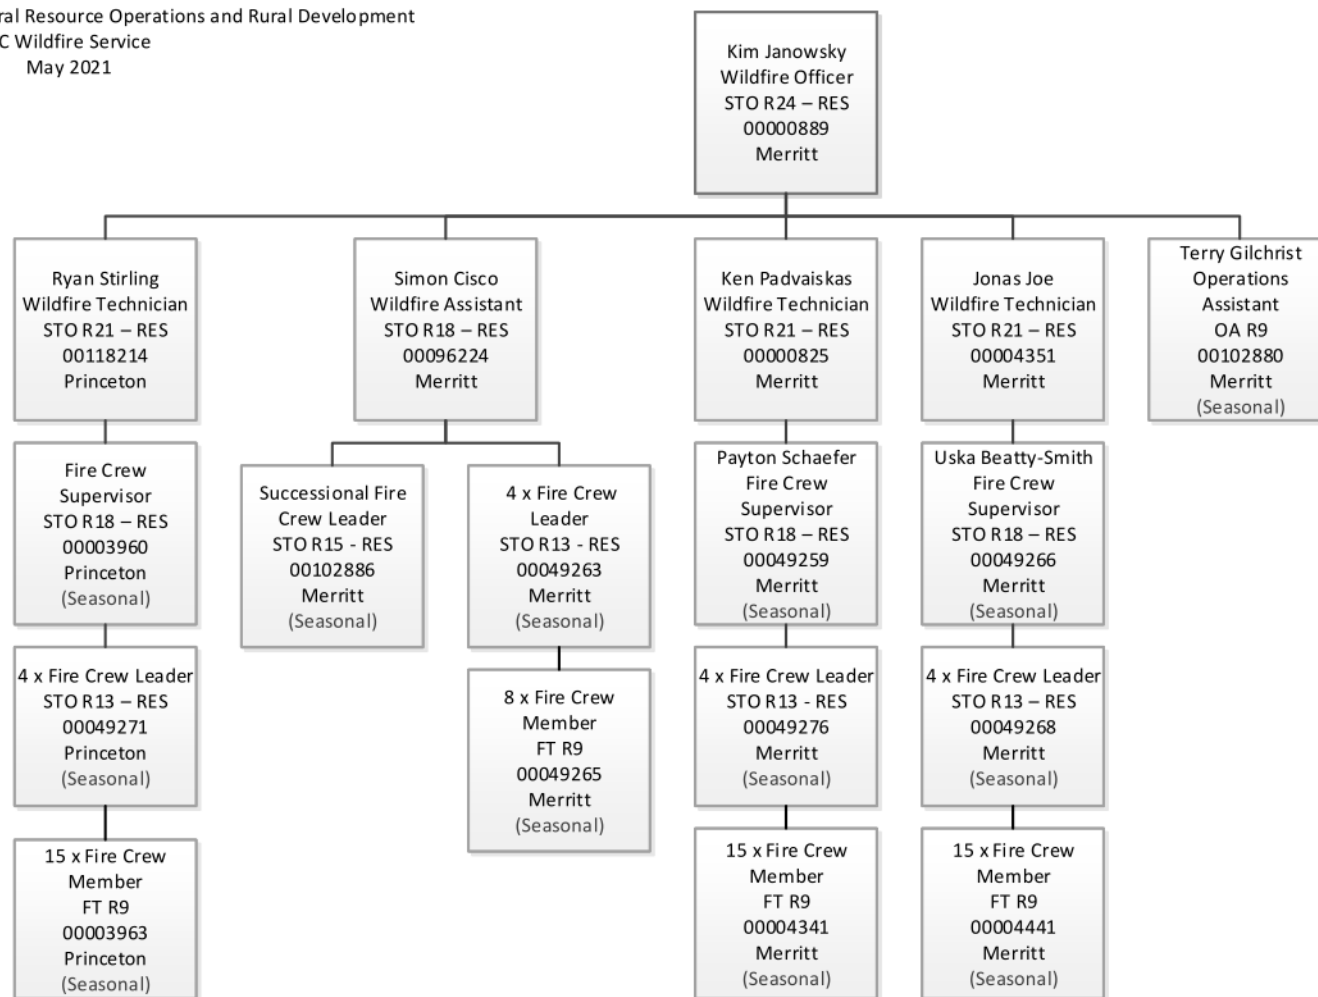 Resource Operations and Rural Development
Wildfire Service
May 2021
Kim Janowsky
Wildfire Officer
STO R24 – RES
00000889
Merritt
Ryan Stirling
Wildfire Technician
STO R21 – RES
00118214
Princeton
Simon Cisco
Wildfire Assistant
STO R18 – RES
00096224
Merritt
Ken Padvaiskas
Wildfire Technician
STO R21 – RES
00000825
Merritt
Jonas Joe
Wildfire Technician
STO R21 – RES
00004351
Merritt
Terry Gilchrist
Operations
Assistant
OA R9
00102880
Merritt
(Seasonal)
Fire Crew
Supervisor
STO R18 – RES
00003960
Princeton
(Seasonal)
Successional Fire
Crew Leader
STO R15 - RES
00102886
Merritt
(Seasonal)
4 x Fire Crew
Leader
STO R13 - RES
00049263
Merritt
(Seasonal)
Payton Schaefer
Fire Crew
Supervisor
STO R18 – RES
00049259
Merritt
(Seasonal)
Uska Beatty-Smith
Fire Crew
Supervisor
STO R18 – RES
00049266
Merritt
(Seasonal)
4 x Fire Crew Leader
STO R13 – RES
00049271
Princeton
(Seasonal)
8 x Fire Crew
Member
FT R9
00049265
Merritt
(Seasonal)
4 x Fire Crew Leader
STO R13 - RES
00049276
Merritt
(Seasonal)
4 x Fire Crew Leader
STO R13 – RES
00049268
Merritt
(Seasonal)
15 x Fire Crew
Member
FT R9
00003963
Princeton
(Seasonal)
15 x Fire Crew
Member
FT R9
00004341
Merritt
(Seasonal)
15 x Fire Crew
Member
FT R9
00004441
Merritt
(Seasonal)